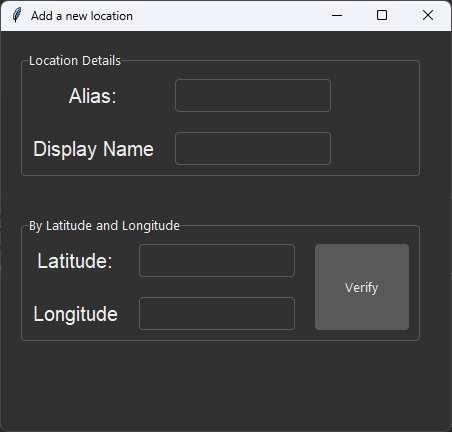 Add a new location
Location Details
Alias:
Display Name
By Latitude and Longitude
Latitude:
Verify
Longitude